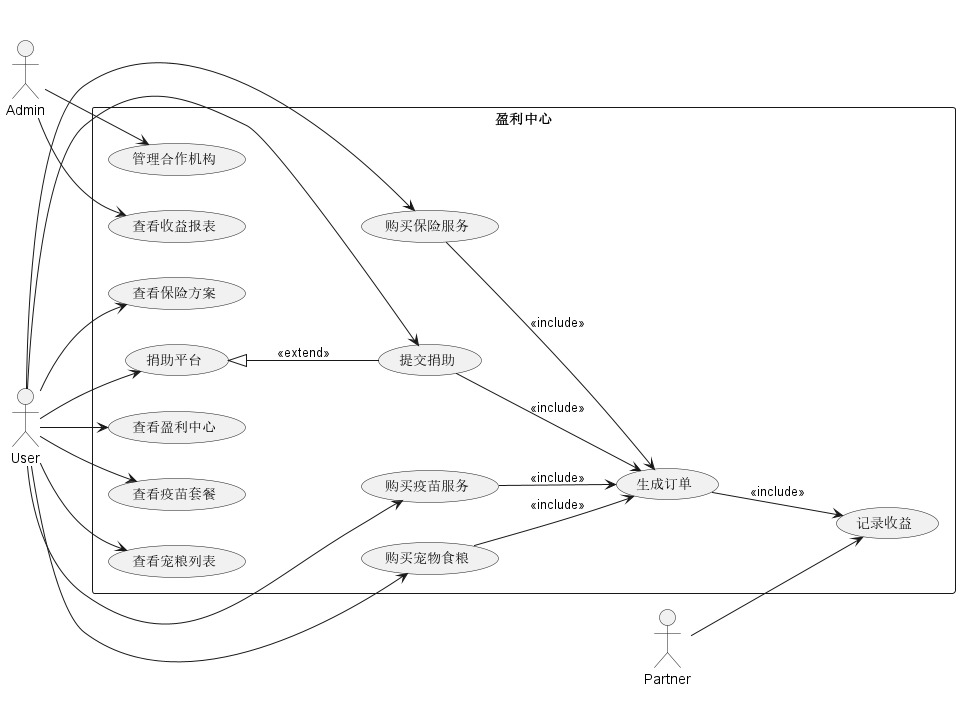 Admin
盈利中心
管理合作机构
查看收益报表
购买保险服务
查看保险方案
«include»
捐助平台
«extend»
提交捐助
«include»
User
查看盈利中心
查看疫苗套餐
购买疫苗服务
«include»
生成订单
«include»
«include»
记录收益
查看宠粮列表
购买宠物食粮
Partner